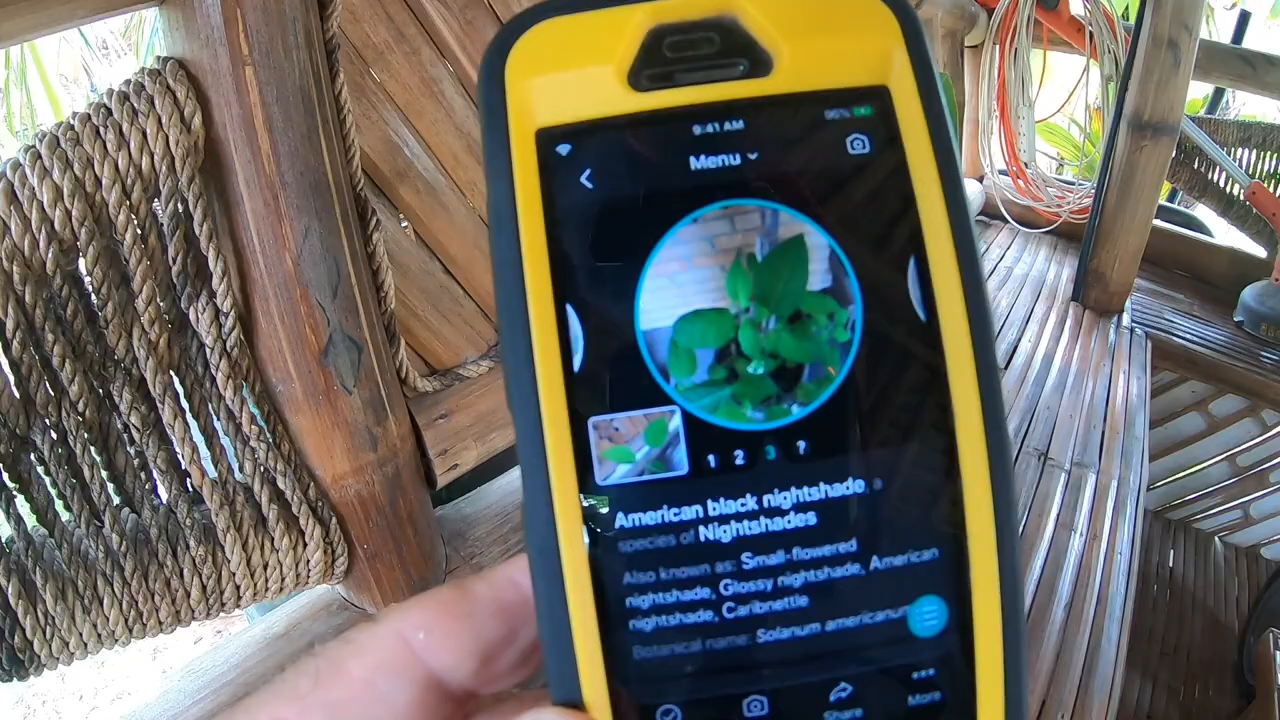 9:41 AM
96%
Menu
1 2 3 ?
American black nightshade, a
species of Nightshades
Also known as: Small-flowered
nightshade, Glossy nightshade, American
nightshade, Caribnettle
Botanical name: Solanum americanum
Share
More